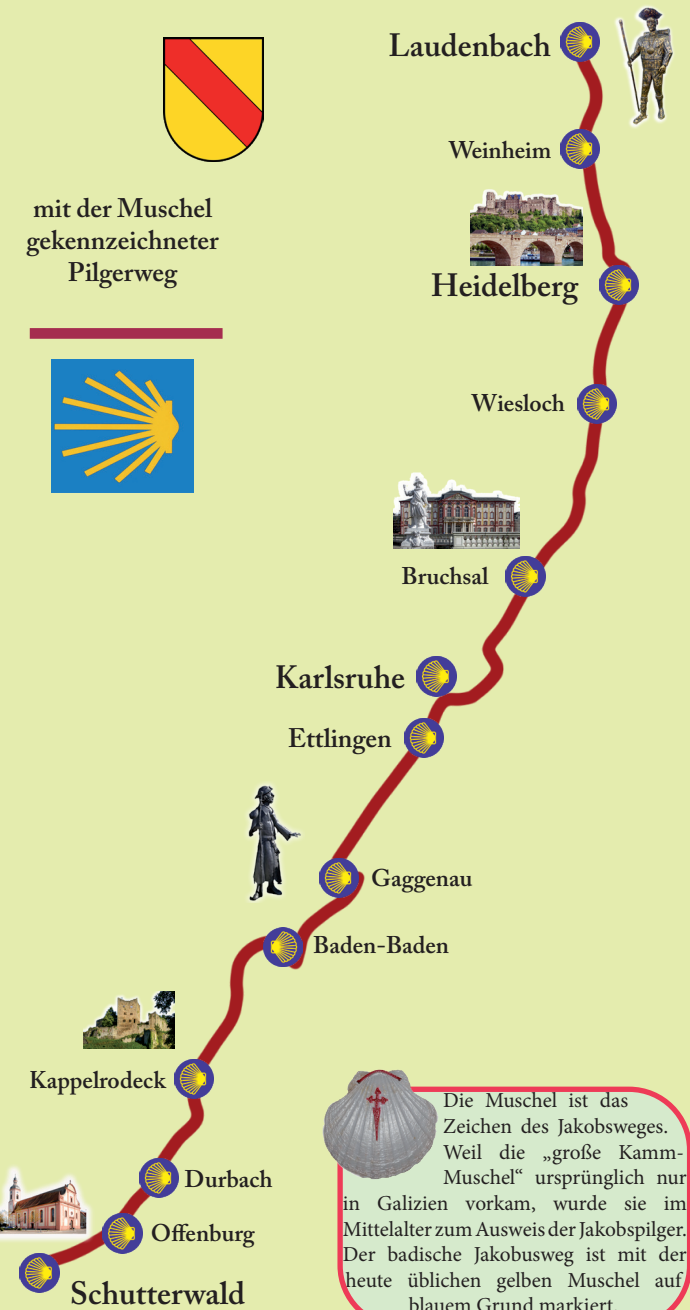 Laudenbach
Weinheim
mit der Muschel
gekennzeichneter
Pilgerweg
Heidelberg
Wiesloch
Bruchsal
Karlsruhe
Ettlingen
Gaggenau
Baden-Baden
Kappelrodeck
Durbach
Offenburg
Schutterwald
Die Muschel ist das
Zeichen des Jakobsweges.
Weil die „große Kamm-
Muschel“ ursprünglich nur
in Galizien vorkam, wurde sie im
Mittelalter zum Ausweis der Jakobspilger.
Der badische Jakobusweg ist mit der
heute üblichen gelben Muschel auf
blauem Grund markiert